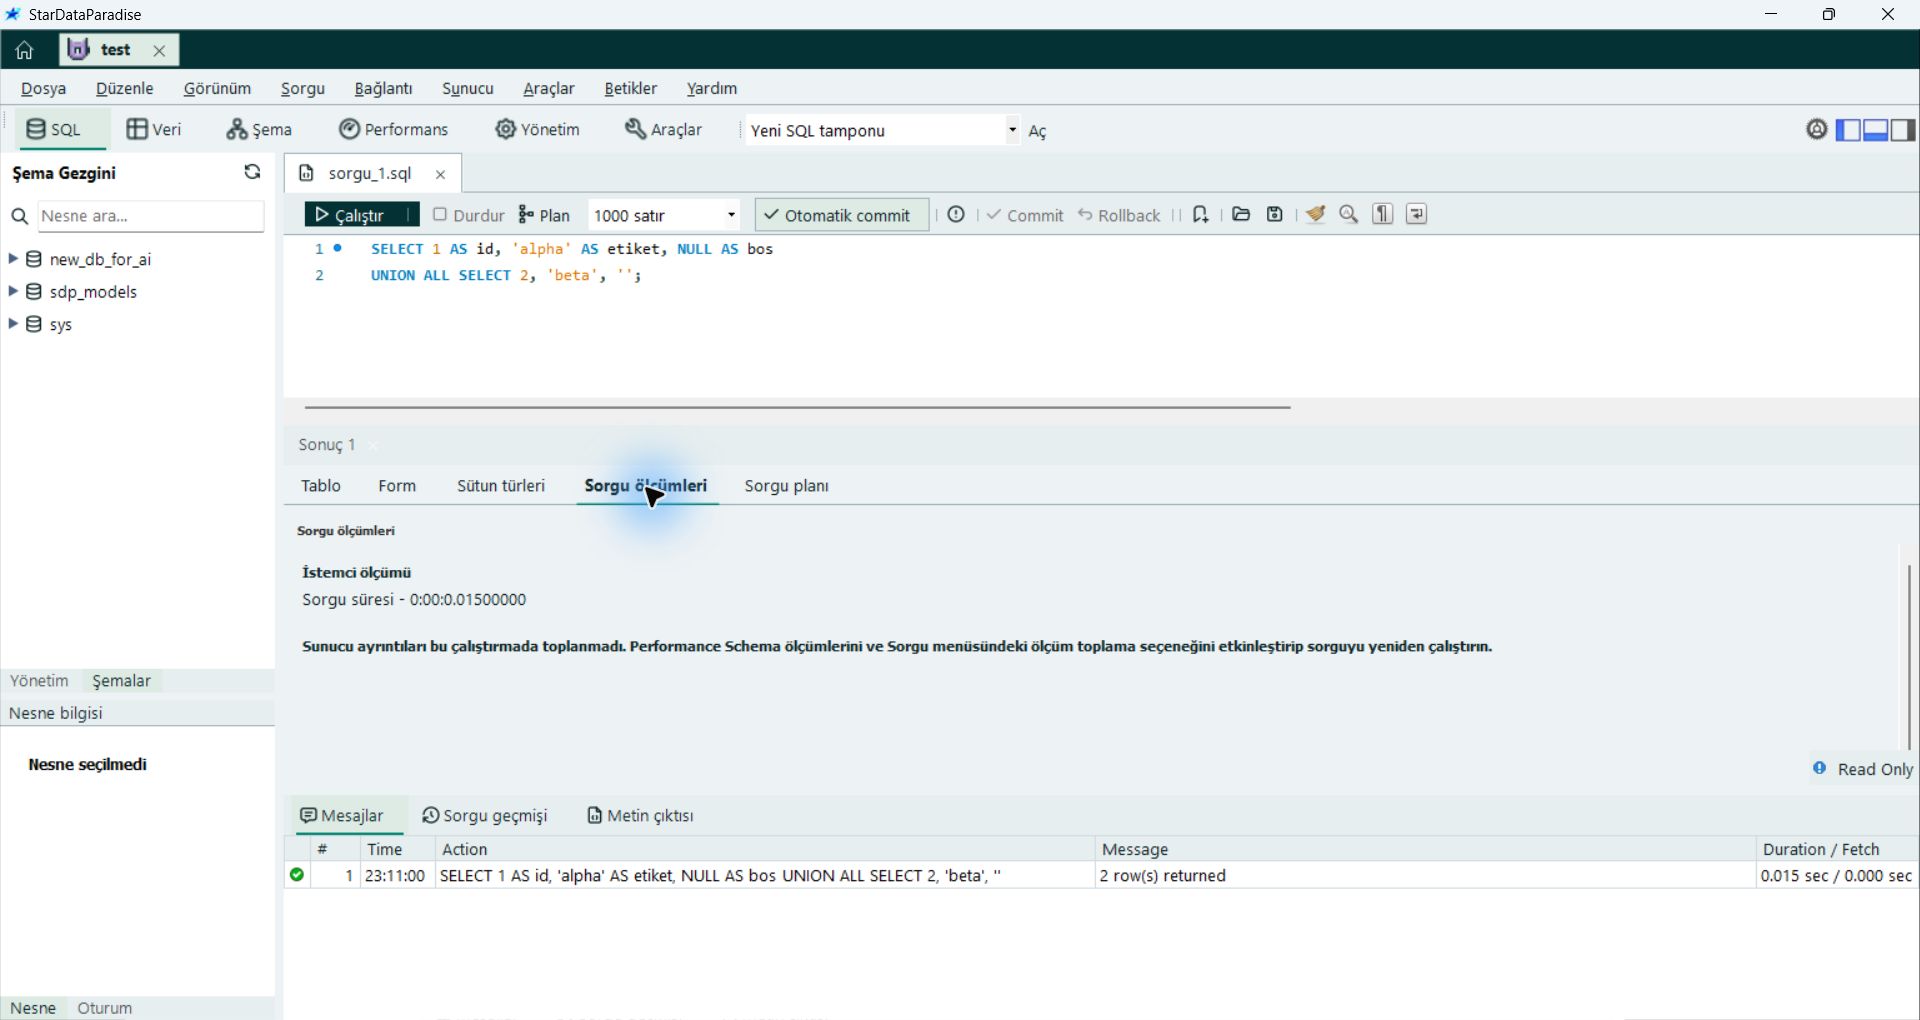 StarDataParadise
test
Dosya Düzenle Görünüm Sorgu Bağlantı Sunucu Araçlar Betikler Yardım
SQL Veri Şema Performans Yönetim Araçlar Yeni SQL tamponu Aç
Şema Gezgini
sorgu_1.sql
Nesne ara...
Çalıştır Durdur Plan 1000 satır Otomatik commit Commit Rollback
new_db_for_ai
sdp_models
sys
1 SELECT 1 AS id, 'alpha' AS etiket, NULL AS bos
2 UNION ALL SELECT 2, 'beta', '';
Sonuç 1
Tablo Form Sütun türleri Sorgu ölçümleri Sorgu planı
Sorgu ölçümleri
İstemci ölçümü
Sorgu süresi - 0:00:0.01500000
Sunucu ayrıntıları bu çalıştırmada toplanmadı. Performance Schema ölçümlerini ve Sorgu menüsündeki ölçüm toplama seçeneğini etkinleştirip sorguyu yeniden çalıştırın.
Yönetim Şemalar
Nesne bilgisi
Nesne seçilmedi
Read Only
Mesajlar Sorgu geçmişi Metin çıktısı
# Time Action Message Duration / Fetch
1 23:11:00 SELECT 1 AS id, 'alpha' AS etiket, NULL AS bos UNION ALL SELECT 2, 'beta', '' 2 row(s) returned 0.015 sec / 0.000 sec
Nesne Oturum